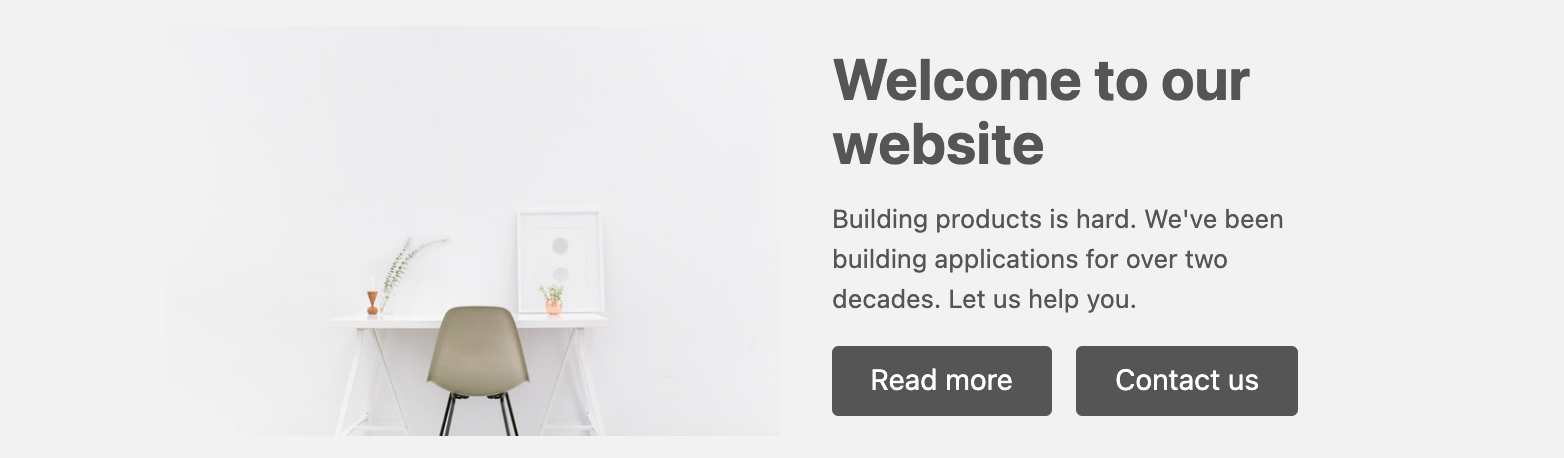 Welcome to our
website
Building products is hard. We've been
building applications for over two
decades. Let us help you.
Read more
Contact us